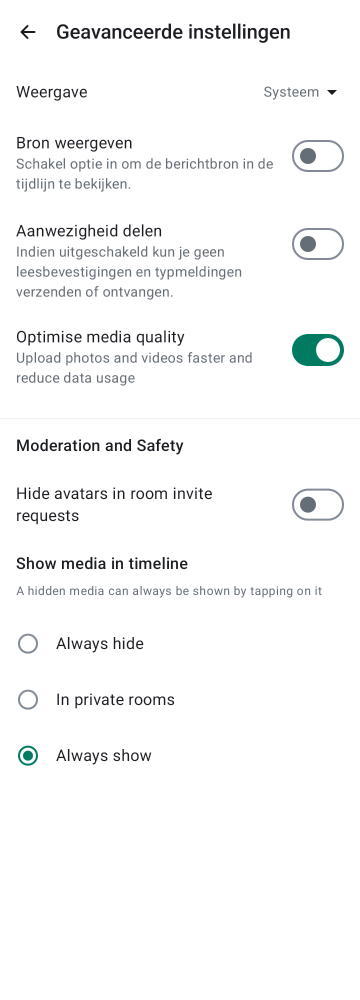 Geavanceerde instellingen
Weergave
Systeem
Bron weergeven
Schakel optie in om de berichtbron in de
tijdlijn te bekijken.
Aanwezigheid delen
Indien uitgeschakeld kun je geen
leesbevestigingen en typmeldingen
verzenden of ontvangen.
Optimise media quality
Upload photos and videos faster and
reduce data usage
Moderation and Safety
Hide avatars in room invite
requests
Show media in timeline
A hidden media can always be shown by tapping on it
Always hide
In private rooms
Always show